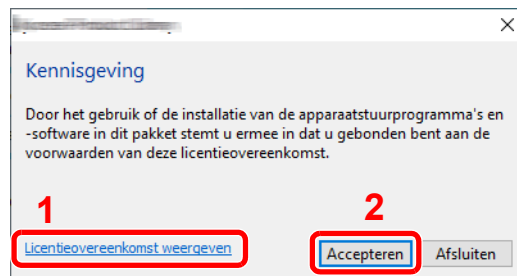 Kennisgeving
Door het gebruik of de installatie van de apparaatstuurprogramma's en
-software in dit pakket stemt u ermee in dat u gebonden bent aan de
voorwaarden van deze licentieovereenkomst.
1
2
Licentieovereenkomst weergeven
Accepteren
Afsluiten